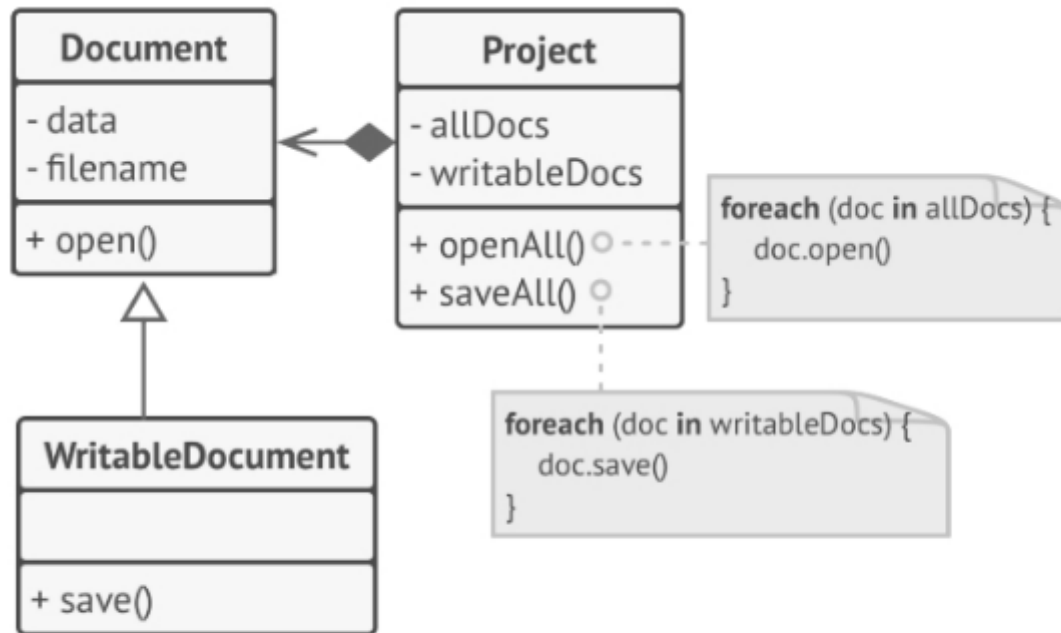 Document
- data
- filename
+ open()
Project
- allDocs
- writableDocs
+ openAll()
+ saveAll()
foreach (doc in allDocs) {
doc.open()
}
foreach (doc in writableDocs) {
doc.save()
}
WritableDocument
+ save()